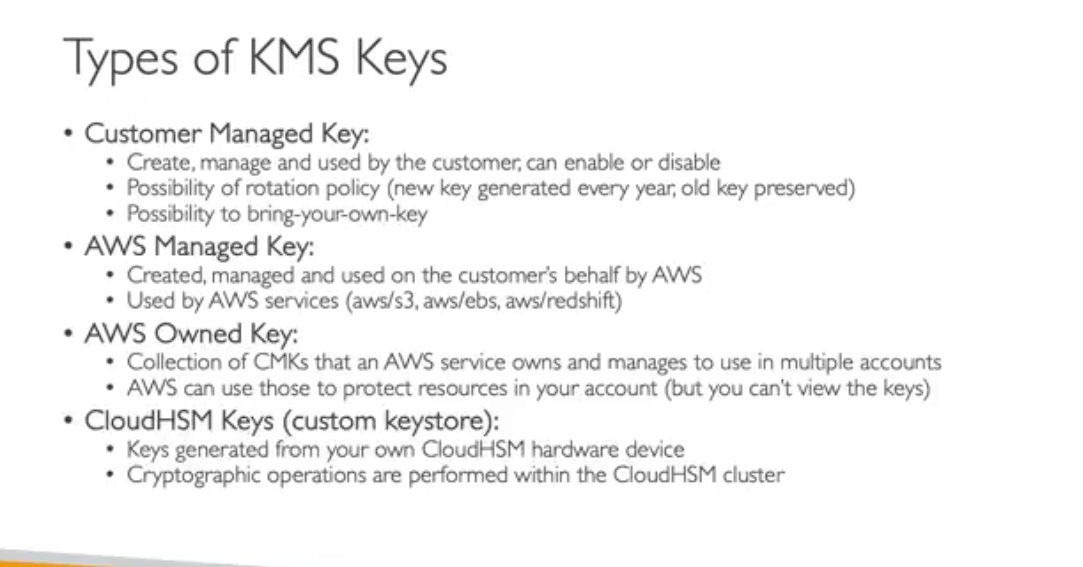 Types of KMS Keys
• Customer Managed Key:
• Create, manage and used by the customer, can enable or disable
• Possibility of rotation policy (new key generated every year, old key preserved)
• Possibility to bring-your-own-key
• AWS Managed Key:
• Created, managed and used on the customer's behalf by AWS
• Used by AWS services (aws/s3, aws/ebs, aws/redshift)
• AWS Owned Key:
• Collection of CMKs that an AWS service owns and manages to use in multiple accounts
• AWS can use those to protect resources in your account (but you can't view the keys)
• CloudHSM Keys (custom keystore):
• Keys generated from your own CloudHSM hardware device
• Cryptographic operations are performed within the CloudHSM cluster